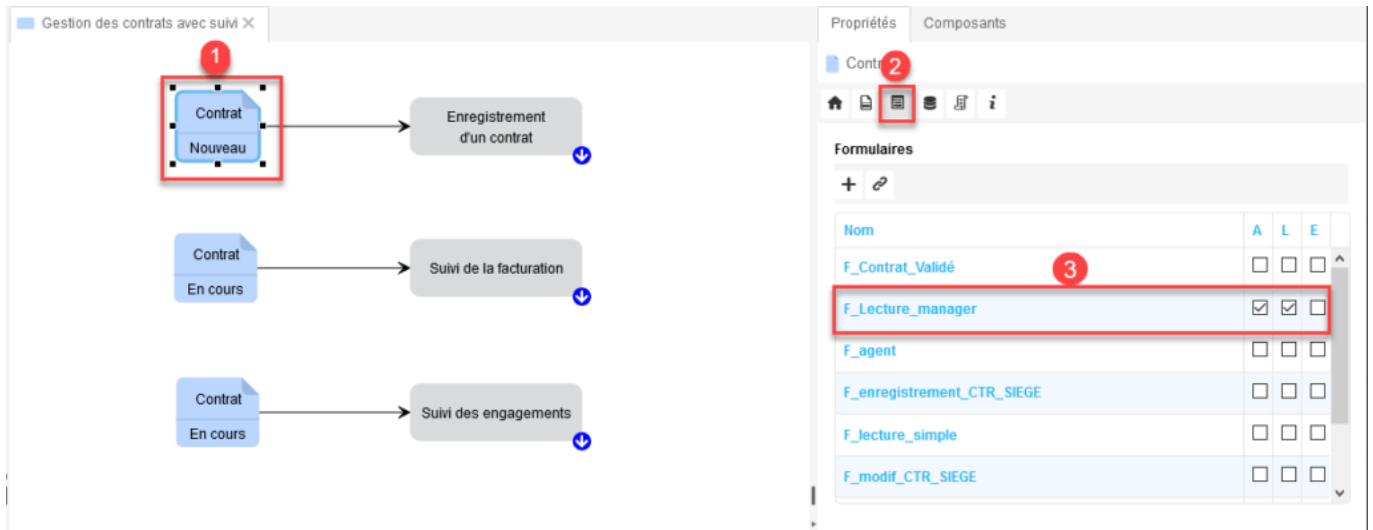 Gestion des contrats avec suivi
1
Contrat
Nouveau
Enregistrement
d'un contrat
Contrat
En cours
Suivi de la facturation
Contrat
En cours
Suivi des engagements
Propriétés Composants
2
i
Formulaires
Nom A L E
F_Contrat_Validé
3
F_Lecture_manager
F_agent
F_enregistrement_CTR_SIEGE
F_lecture_simple
F_modif_CTR_SIEGE